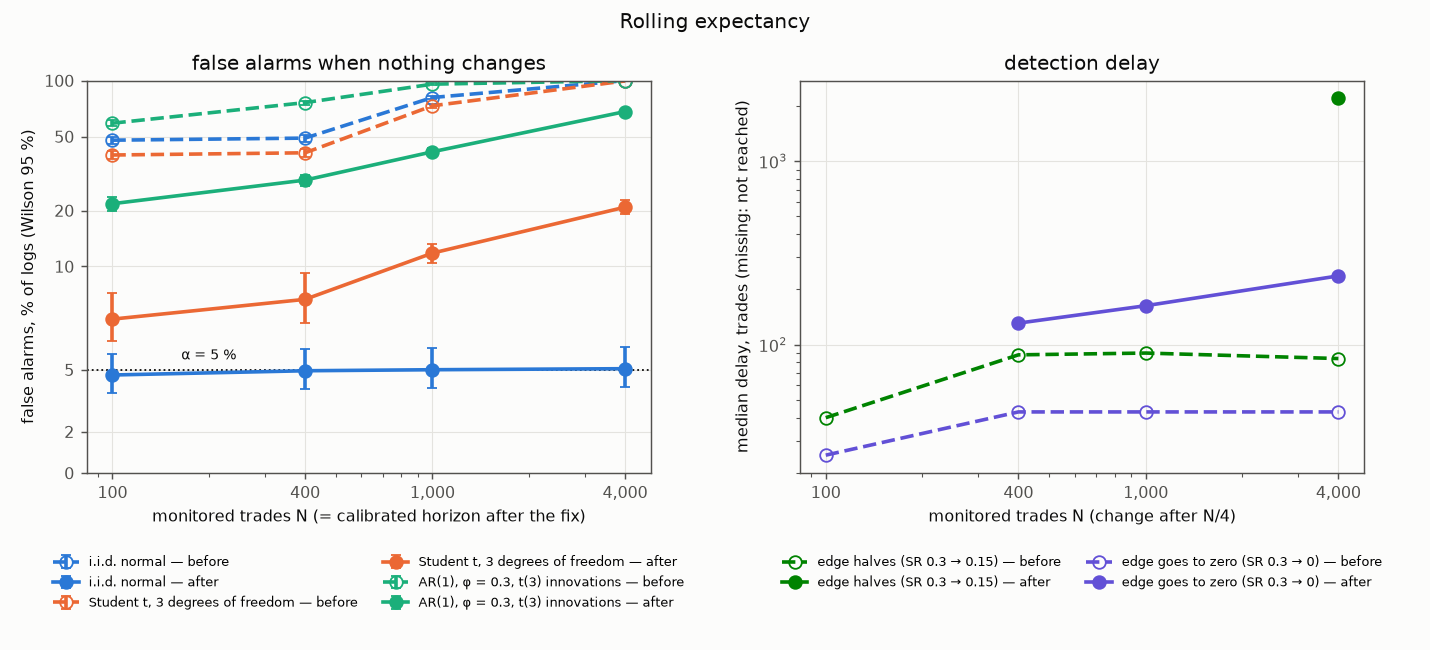 Rolling expectancy
false alarms when nothing changes
false alarms, % of logs (Wilson 95 %)
100
50
20
10
5
2
0
α = 5 %
100
400
1,000
4,000
monitored trades N (= calibrated horizon after the fix)
i.i.d. normal — before
i.i.d. normal — after
Student t, 3 degrees of freedom — before
Student t, 3 degrees of freedom — after
AR(1), φ = 0.3, t(3) innovations — before
AR(1), φ = 0.3, t(3) innovations — after
detection delay
median delay, trades (missing: not reached)
10³
10²
100
400
1,000
4,000
monitored trades N (change after N/4)
edge halves (SR 0.3 → 0.15) — before
edge halves (SR 0.3 → 0.15) — after
edge goes to zero (SR 0.3 → 0) — before
edge goes to zero (SR 0.3 → 0) — after